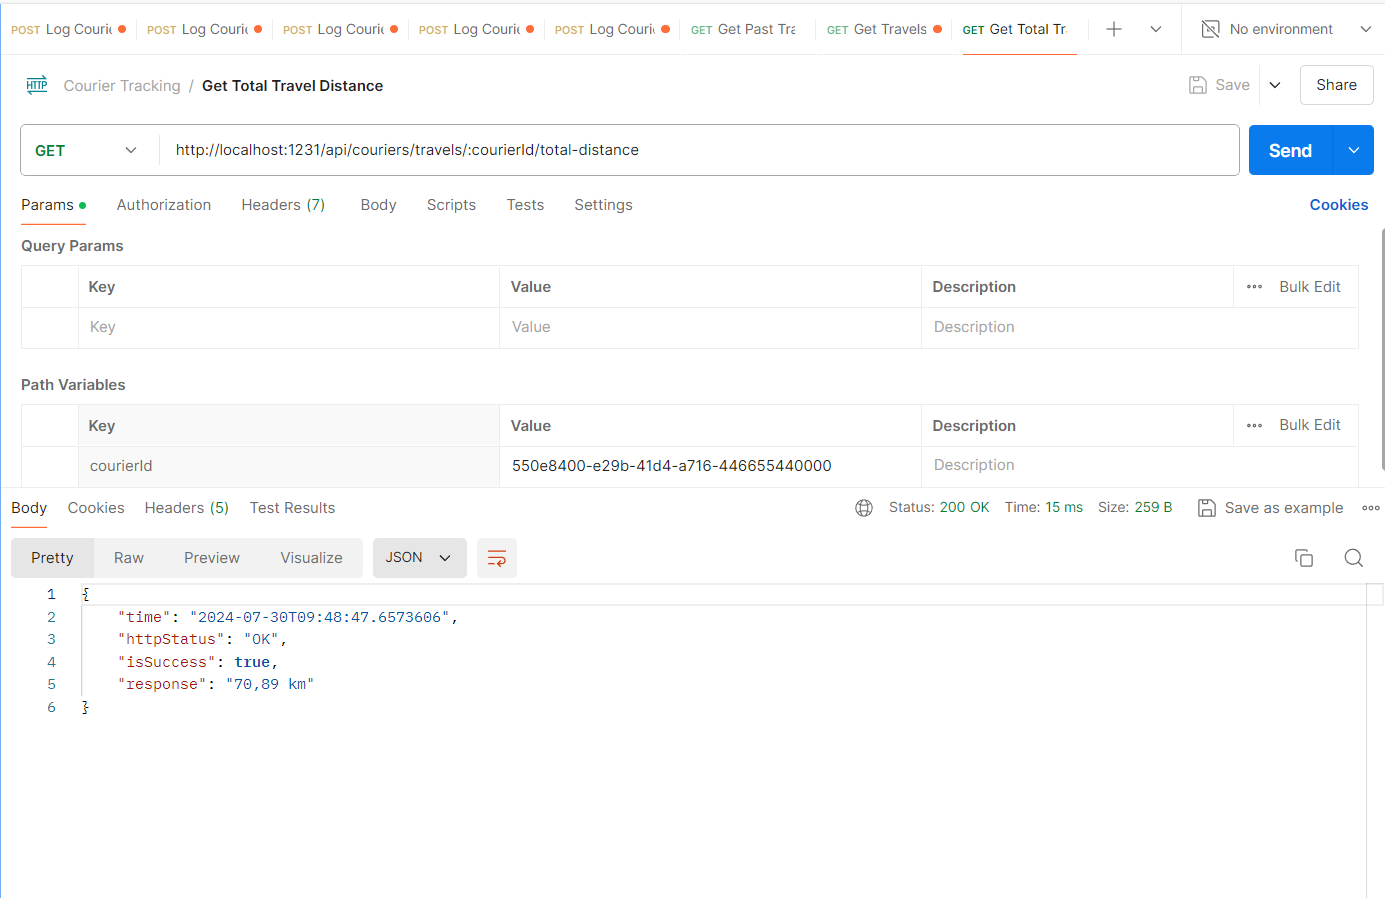 POST Log Courie POST Log Courie POST Log Courie POST Log Courie POST Log Courie GET Get Past Tra GET Get Travels GET Get Total Tra No environment
HTTP Courier Tracking / Get Total Travel Distance Save Share
GET http://localhost:1231/api/couriers/travels/:courierId/total-distance Send
Params Authorization Headers (7) Body Scripts Tests Settings Cookies
Query Params
Key Value Description Bulk Edit
Key Value Description
Path Variables
Key Value Description Bulk Edit
courierId 550e8400-e29b-41d4-a716-446655440000 Description
Body Cookies Headers (5) Test Results Status: 200 OK Time: 15 ms Size: 259 B Save as example
Pretty Raw Preview Visualize JSON
1 {
2 "time": "2024-07-30T09:48:47.6573606",
3 "httpStatus": "OK",
4 "isSuccess": true,
5 "response": "70,89 km"
6 }